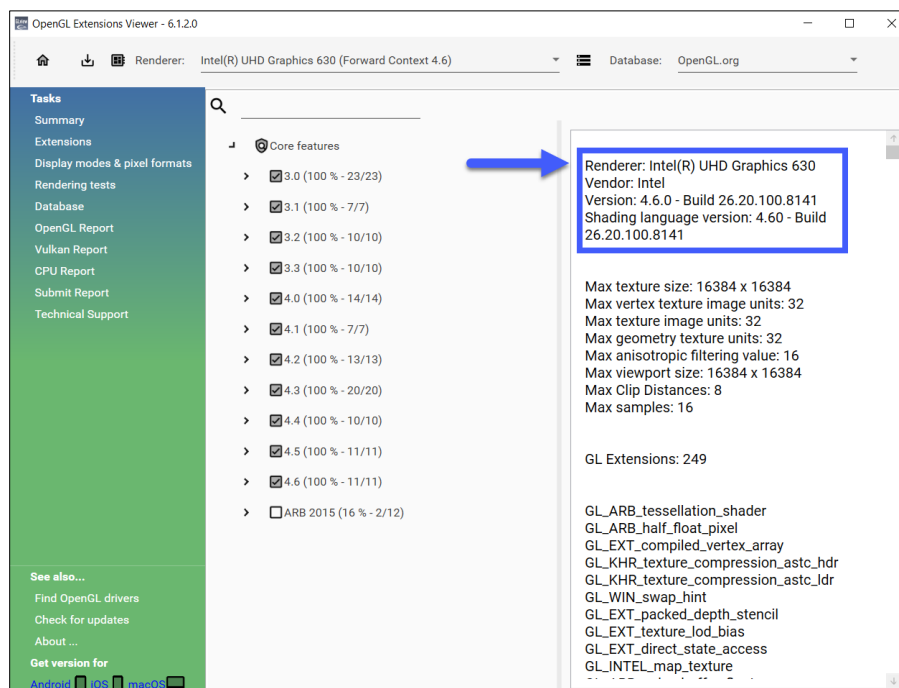 OpenGL Extensions Viewer - 6.1.2.0
Renderer: Intel(R) UHD Graphics 630 (Forward Context 4.6)
Database: OpenGL.org
Tasks
Summary
Extensions
Display modes & pixel formats
Rendering tests
Database
OpenGL Report
Vulkan Report
CPU Report
Submit Report
Technical Support
See also...
Find OpenGL drivers
Check for updates
About ...
Get version for
Android iOS macOS
Core features
3.0 (100 % - 23/23)
3.1 (100 % - 7/7)
3.2 (100 % - 10/10)
3.3 (100 % - 10/10)
4.0 (100 % - 14/14)
4.1 (100 % - 7/7)
4.2 (100 % - 13/13)
4.3 (100 % - 20/20)
4.4 (100 % - 10/10)
4.5 (100 % - 11/11)
4.6 (100 % - 11/11)
ARB 2015 (16 % - 2/12)
Renderer: Intel(R) UHD Graphics 630
Vendor: Intel
Version: 4.6.0 - Build 26.20.100.8141
Shading language version: 4.60 - Build
26.20.100.8141
Max texture size: 16384 x 16384
Max vertex texture image units: 32
Max texture image units: 32
Max geometry texture units: 32
Max anisotropic filtering value: 16
Max viewport size: 16384 x 16384
Max Clip Distances: 8
Max samples: 16
GL Extensions: 249
GL_ARB_tessellation_shader
GL_ARB_half_float_pixel
GL_EXT_compiled_vertex_array
GL_KHR_texture_compression_astc_hdr
GL_KHR_texture_compression_astc_ldr
GL_WIN_swap_hint
GL_EXT_packed_depth_stencil
GL_EXT_texture_lod_bias
GL_EXT_direct_state_access
GL_INTEL_map_texture